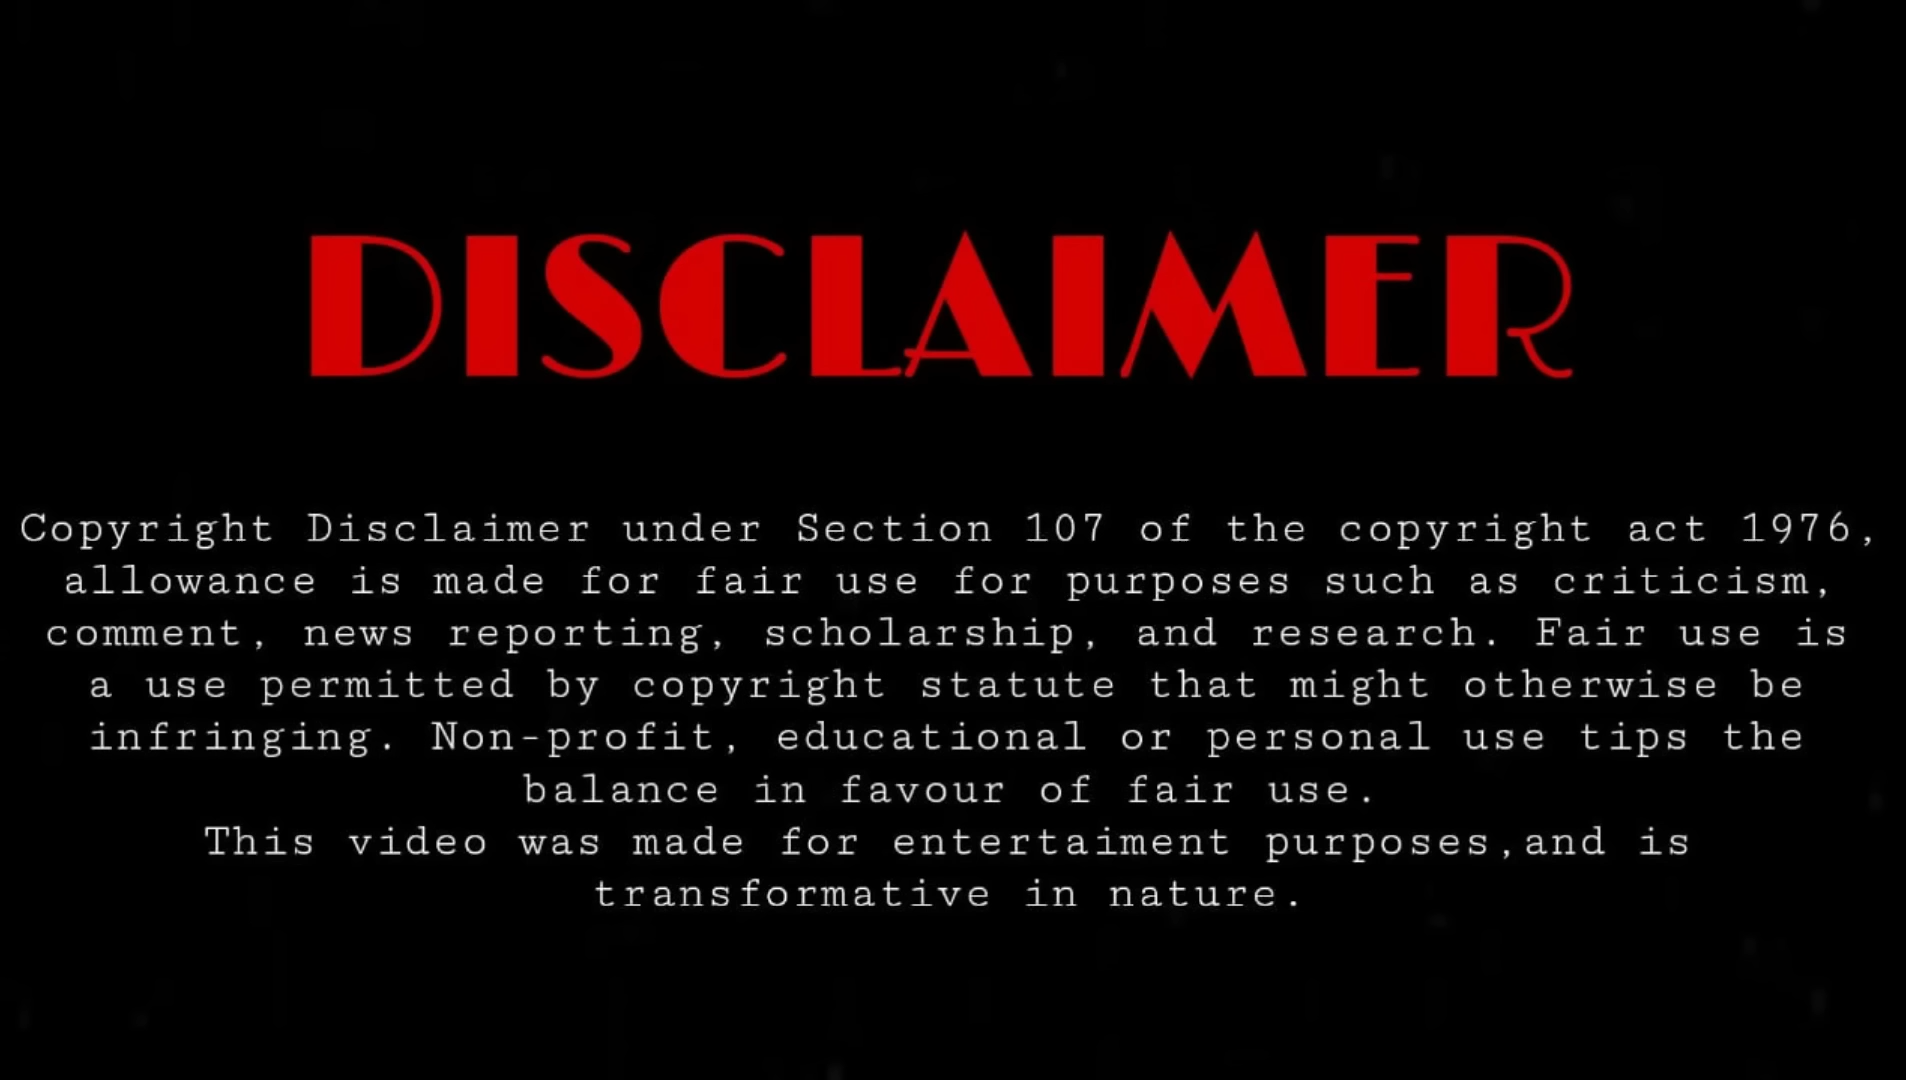 DISCLAIMER
Copyright Disclaimer under Section 107 of the copyright act 1976,
allowance is made for fair use for purposes such as criticism,
comment, news reporting, scholarship, and research. Fair use is
a use permitted by copyright statute that might otherwise be
infringing. Non-profit, educational or personal use tips the
balance in favour of fair use.
This video was made for entertaiment purposes,and is
transformative in nature.